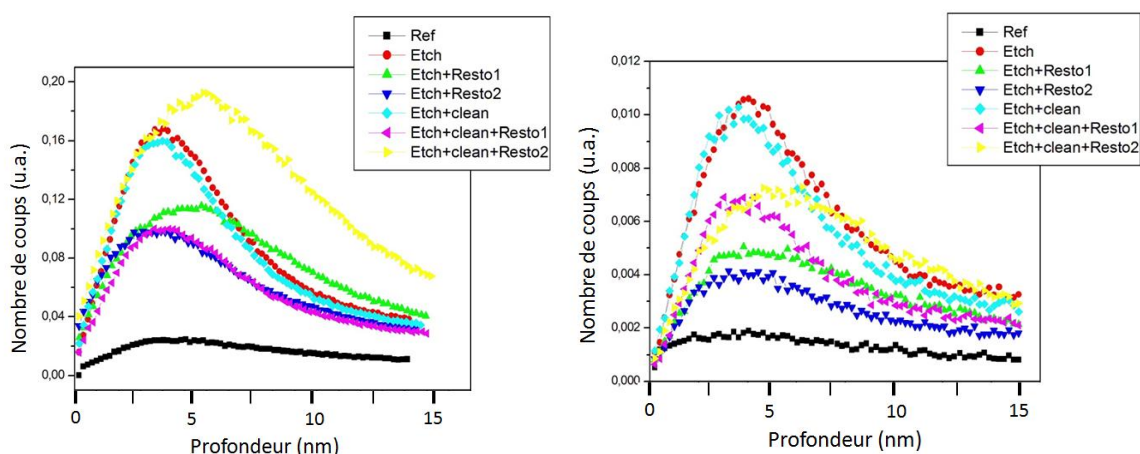 Ref
Etch
Etch+Resto1
Etch+Resto2
Etch+clean
Etch+clean+Resto1
Etch+clean+Resto2
Nombre de coups (u.a.)
0,20
0,16
0,12
0,08
0,04
0,00
0
5
10
15
Profondeur (nm)
Ref
Etch
Etch+Resto1
Etch+Resto2
Etch+clean
Etch+clean+Resto1
Etch+clean+Resto2
Nombre de coups (u.a.)
0,012
0,010
0,008
0,006
0,004
0,002
0,000
0
5
10
15
Profondeur (nm)